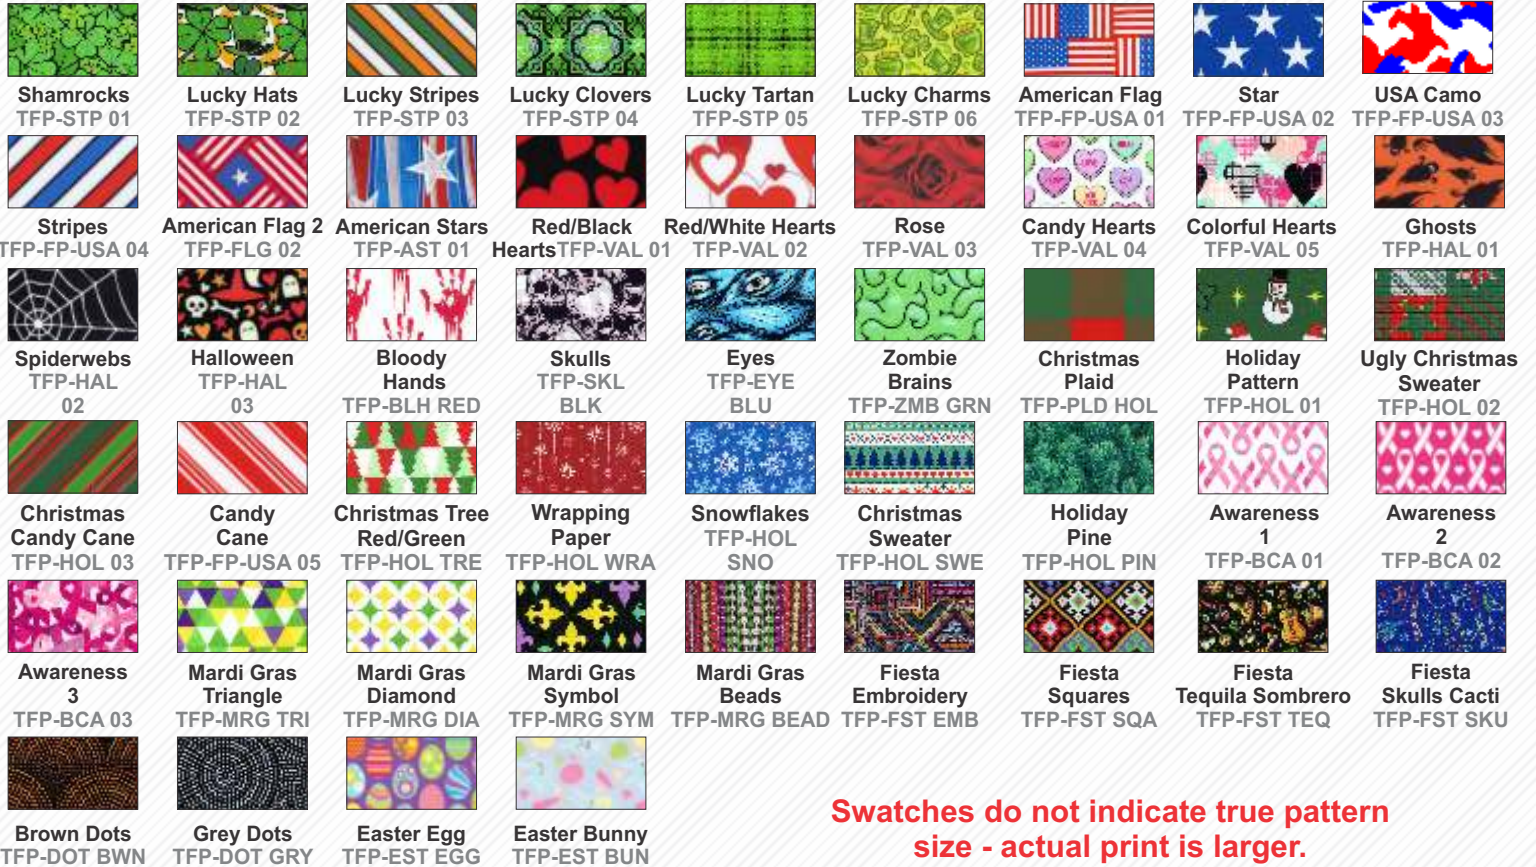 Shamrocks
TFP-STP 01
Lucky Hats
TFP-STP 02
Lucky Stripes
TFP-STP 03
Lucky Clovers
TFP-STP 04
Lucky Tartan
TFP-STP 05
Lucky Charms
TFP-STP 06
American Flag
TFP-FP-USA 01
Star
TFP-FP-USA 02
USA Camo
TFP-FP-USA 03
Stripes
TFP-FP-USA 04
American Flag 2
TFP-FLG 02
American Stars
TFP-AST 01
Red/Black
Hearts TFP-VAL 01
Red/White Hearts
TFP-VAL 02
Rose
TFP-VAL 03
Candy Hearts
TFP-VAL 04
Colorful Hearts
TFP-VAL 05
Ghosts
TFP-HAL 01
Spiderwebs
TFP-HAL
02
Halloween
TFP-HAL
03
Bloody
Hands
TFP-BLH RED
Skulls
TFP-SKL
BLK
Eyes
TFP-EYE
BLU
Zombie
Brains
TFP-ZMB GRN
Christmas
Plaid
TFP-PLD HOL
Holiday
Pattern
TFP-HOL 01
Ugly Christmas
Sweater
TFP-HOL 02
Christmas
Candy Cane
TFP-HOL 03
Candy
Cane
TFP-FP-USA 05
Christmas Tree
Red/Green
TFP-HOL TRE
Wrapping
Paper
TFP-HOL WRA
Snowflakes
TFP-HOL
SNO
Christmas
Sweater
TFP-HOL SWE
Holiday
Pine
TFP-HOL PIN
Awareness
1
TFP-BCA 01
Awareness
2
TFP-BCA 02
Awareness
3
TFP-BCA 03
Mardi Gras
Triangle
TFP-MRG TRI
Mardi Gras
Diamond
TFP-MRG DIA
Mardi Gras
Symbol
TFP-MRG SYM
Mardi Gras
Beads
TFP-MRG BEAD
Fiesta
Embroidery
TFP-FST EMB
Fiesta
Squares
TFP-FST SQA
Fiesta
Tequila Sombrero
TFP-FST TEQ
Fiesta
Skulls Cacti
TFP-FST SKU
Brown Dots
TFP-DOT BWN
Grey Dots
TFP-DOT GRY
Easter Egg
TFP-EST EGG
Easter Bunny
TFP-EST BUN
Swatches do not indicate true pattern
size - actual print is larger.